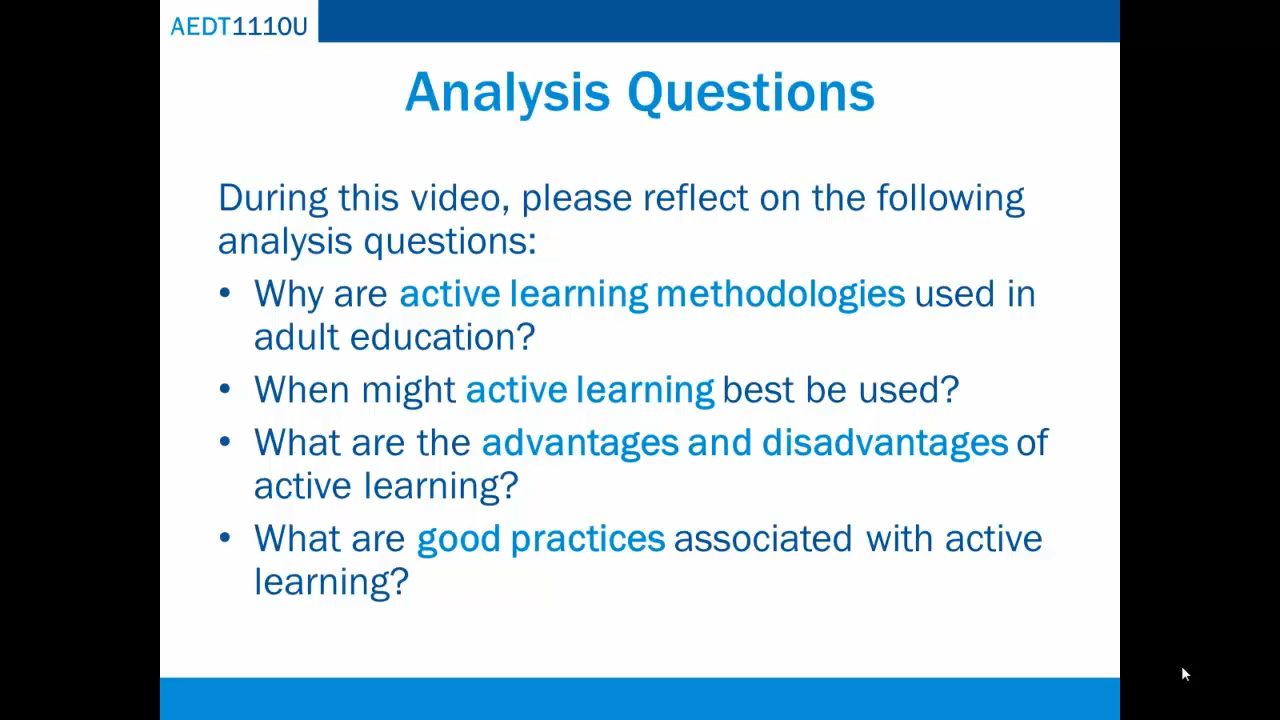 AEDT1110U
Analysis Questions
During this video, please reflect on the following
analysis questions:
• Why are active learning methodologies used in
adult education?
• When might active learning best be used?
• What are the advantages and disadvantages of
active learning?
• What are good practices associated with active
learning?